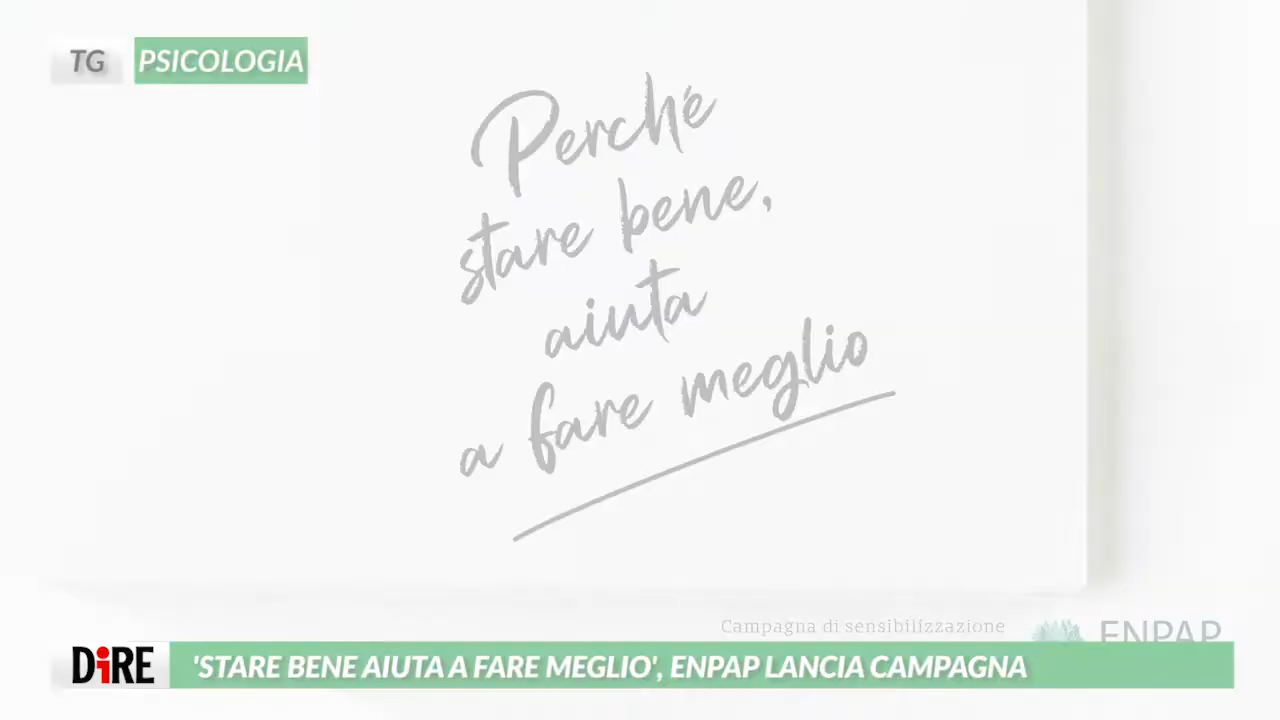 TG PSICOLOGIA
Perché
stare bene,
aiuta
a fare meglio
Campagna di sensibilizzazione ENPAP
DiRE 'STARE BENE AIUTA A FARE MEGLIO', ENPAP LANCIA CAMPAGNA